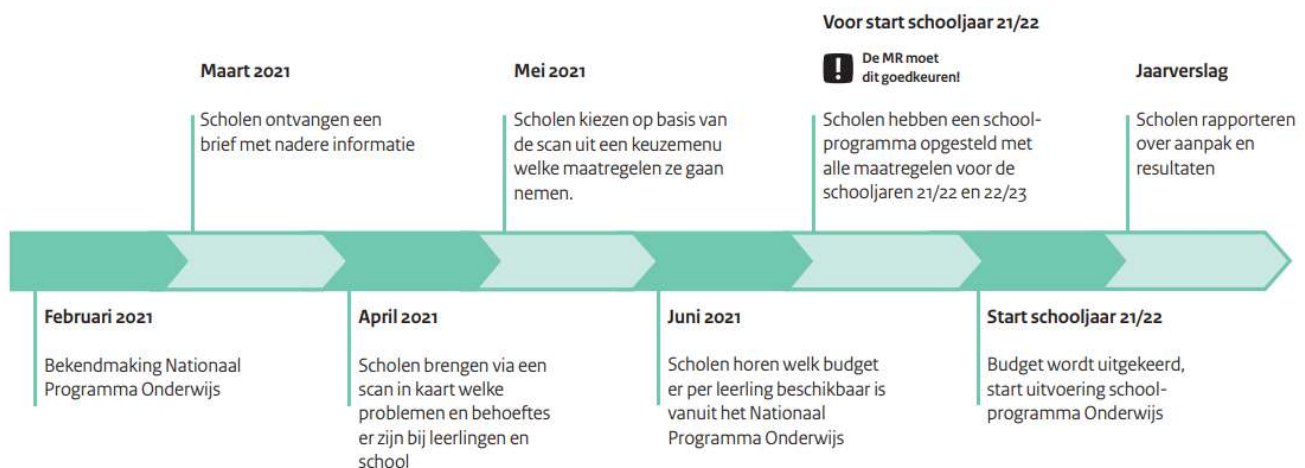 Voor start schooljaar 21/22
!
De MR moet
dit goedkeuren!
Maart 2021
Scholen ontvangen een
brief met nadere informatie
Mei 2021
Scholen kiezen op basis van
de scan uit een keuzemenu
welke maatregelen ze gaan
nemen.
Scholen hebben een school-
programma opgesteld met
alle maatregelen voor de
schooljaren 21/22 en 22/23
Jaarverslag
Scholen rapporteren
over aanpak en
resultaten
Februari 2021
Bekendmaking Nationaal
Programma Onderwijs
April 2021
Scholen brengen via een
scan in kaart welke
problemen en behoeftes
er zijn bij leerlingen en
school
Juni 2021
Scholen horen welk budget
er per leerling beschikbaar is
vanuit het Nationaal
Programma Onderwijs
Start schooljaar 21/22
Budget wordt uitgekeerd,
start uitvoering school-
programma Onderwijs